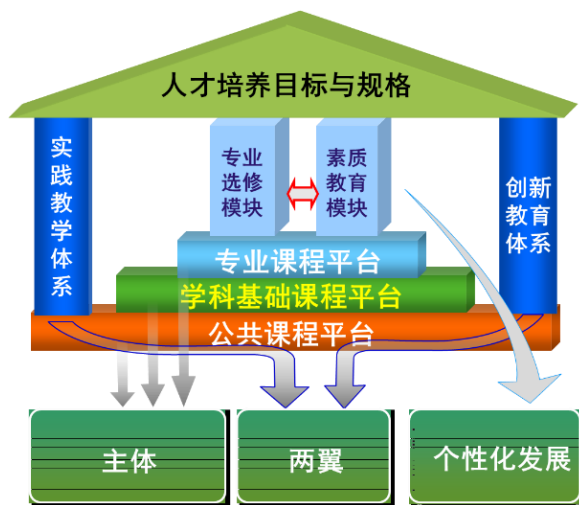 人才培养目标与规格
实
践
教
学
体
系
专业
选修
模块
素质
教育
模块
创新
教育
体系
专业课程平台
学科基础课程平台
公共课程平台
主体
两翼
个性化发展